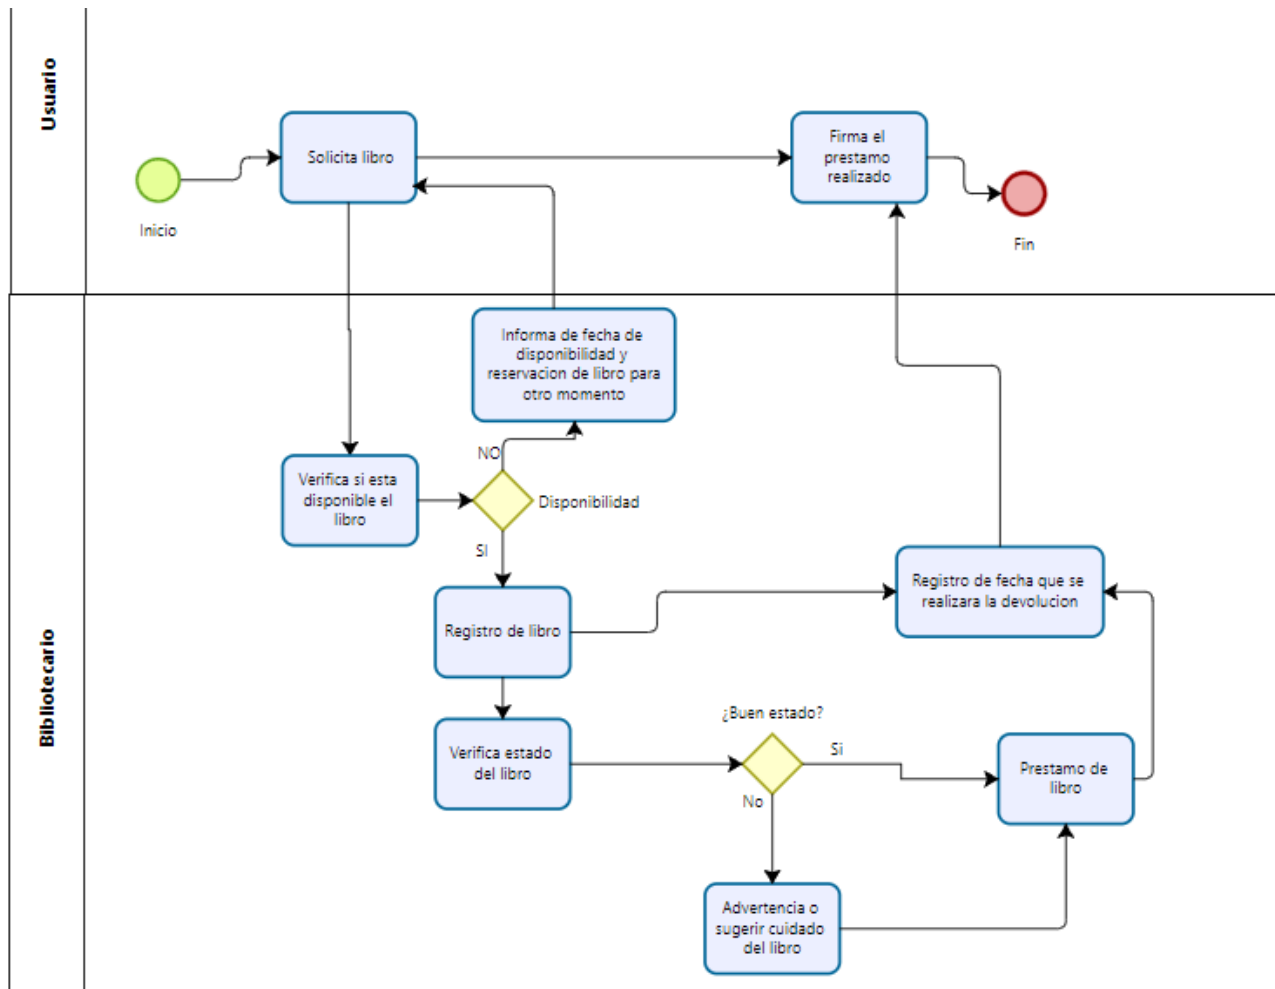 Usuario
Solicita libro
Firma el
prestamo
realizado
Inicio
Fin
Bibliotecario
Informa de fecha de
disponibilidad y
reservacion de libro para
otro momento
NO
Verifica si esta
disponible el
libro
Disponibilidad
SI
Registro de libro
Registro de fecha que se
realizara la devolucion
Verifica estado
del libro
¿Buen estado?
Si
No
Prestamo de
libro
Advertencia o
sugerir cuidado
del libro